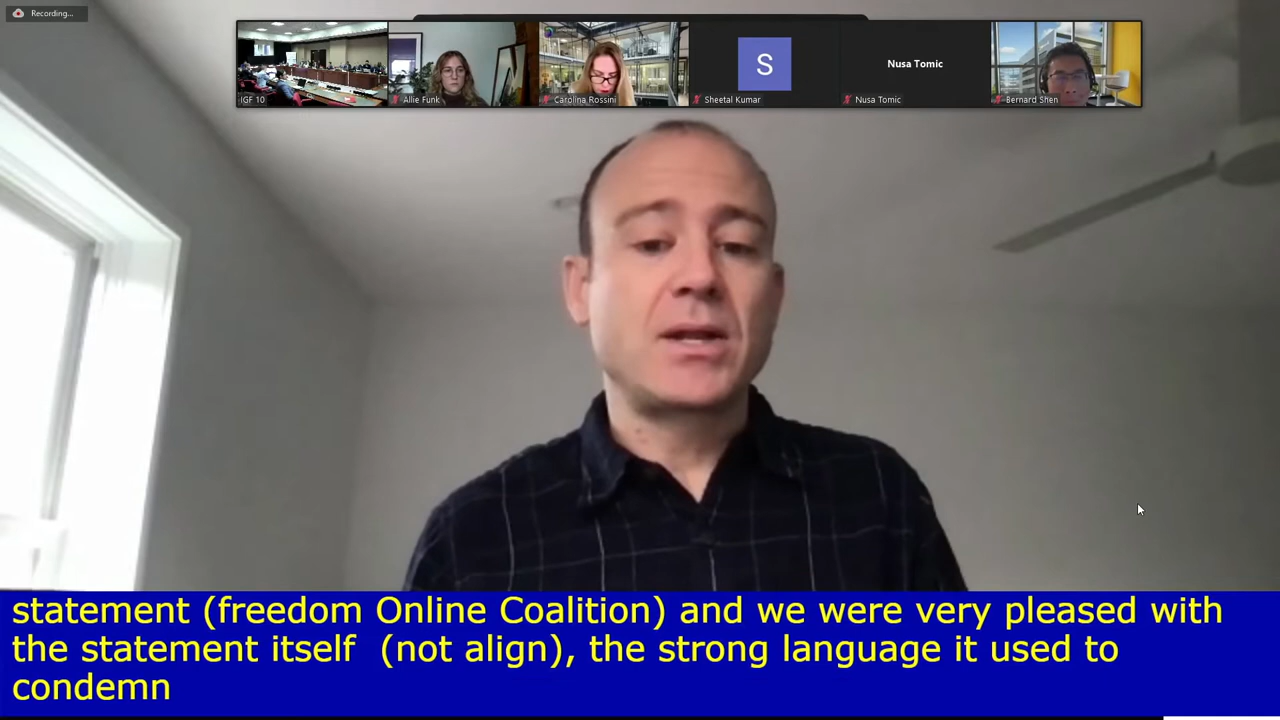 Recording...
IGF 10
Allie Funk
Carolina Rossini
S
Sheetal Kumar
Nusa Tomic
Nusa Tomic
Bernard Shen
statement (freedom Online Coalition) and we were very pleased with
the statement itself (not align), the strong language it used to
condemn